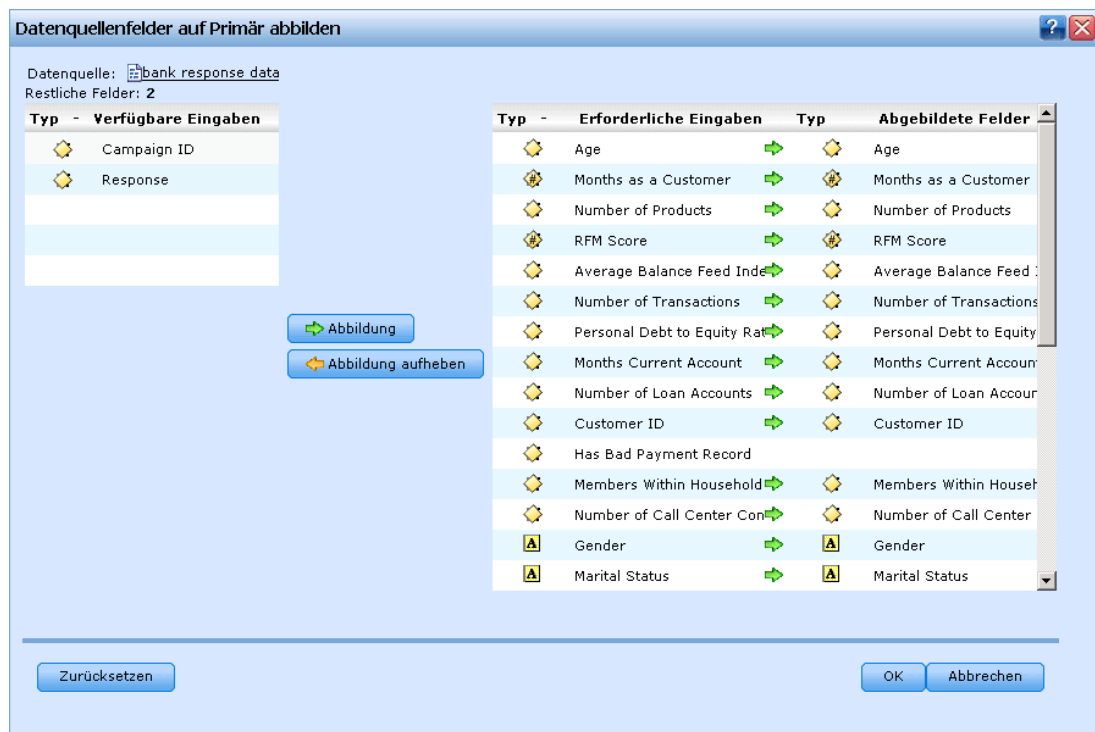 Datenquellenfelder auf Primär abbilden
?
Datenquelle: bank response data
Restliche Felder: 2
Typ - Verfügbare Eingaben
Campaign ID
Response
Abbildung
Abbildung aufheben
Typ - Erforderliche Eingaben Typ Abgebildete Felder
Age Age
# Months as a Customer # Months as a Customer
Number of Products Number of Products
# RFM Score # RFM Score
Average Balance Feed Inde Average Balance Feed I
Number of Transactions Number of Transactions
Personal Debt to Equity Rat Personal Debt to Equity
Months Current Account Months Current Accoun
Number of Loan Accounts Number of Loan Accour
Customer ID Customer ID
Has Bad Payment Record
Members Within Household Members Within Househ
Number of Call Center Con Number of Call Center
A Gender A Gender
A Marital Status A Marital Status
Zurücksetzen OK Abbrechen